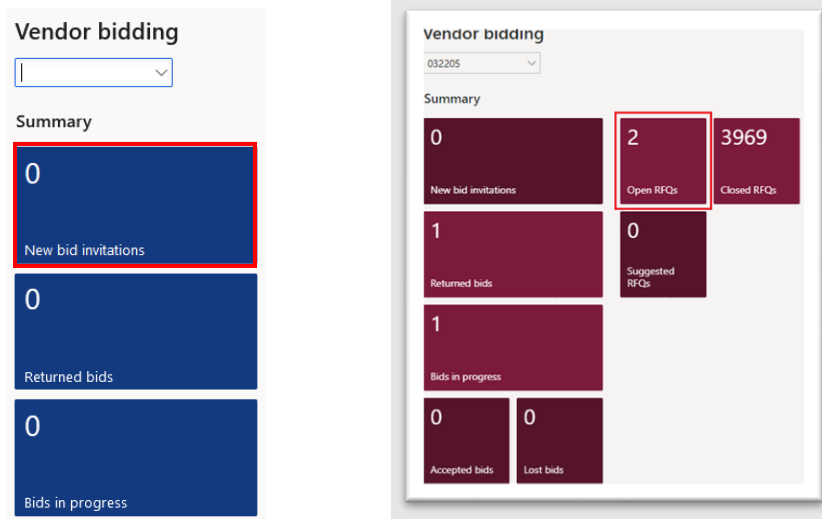 Vendor bidding
Summary
0
New bid invitations
0
Returned bids
0
Bids in progress
Vendor bidding
032205
Summary
0
New bid invitations
2
Open RFQs
3969
Closed RFQs
1
Returned bids
0
Suggested
RFQs
1
Bids in progress
0
Accepted bids
0
Lost bids